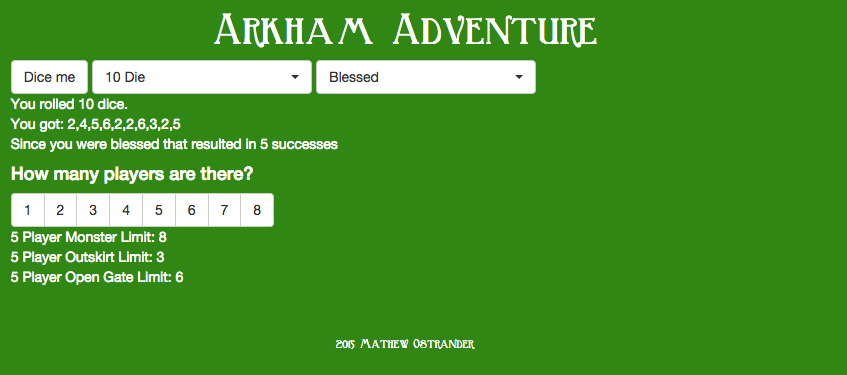 Arkham Adventure
Dice me 10 Die Blessed
You rolled 10 dice.
You got: 2,4,5,6,2,2,6,3,2,5
Since you were blessed that resulted in 5 successes
How many players are there?
1 2 3 4 5 6 7 8
5 Player Monster Limit: 8
5 Player Outskirt Limit: 3
5 Player Open Gate Limit: 6
2015 Mathew Ostrander